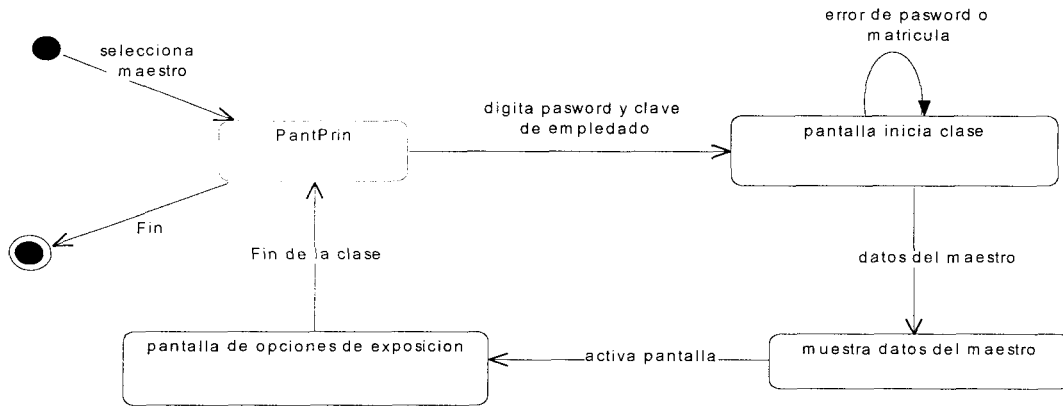 error de pasword o
matricula
selecciona
maestro
digita pasword y clave
de empledado
PantPrin
pantalla inicia clase
Fin
Fin de la clase
datos del maestro
pantalla de opciones de exposicion
activa pantalla
muestra datos del maestro